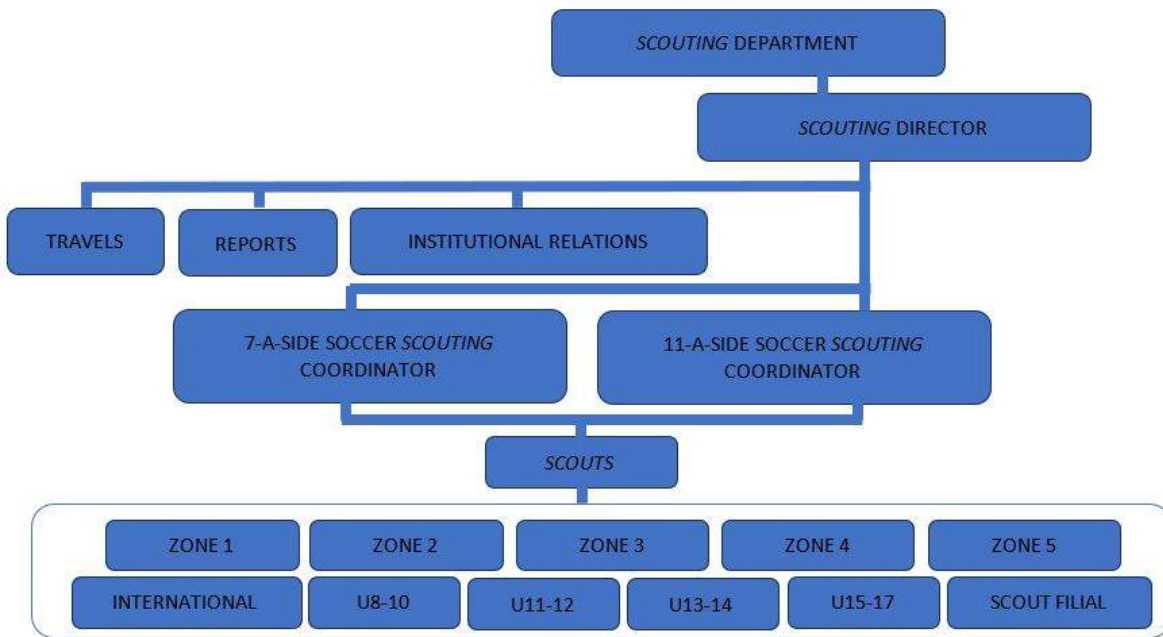 SCOUTING DEPARTMENT
SCOUTING DIRECTOR
TRAVELS
REPORTS
INSTITUTIONAL RELATIONS
7-A-SIDE SOCCER SCOUTING
COORDINATOR
11-A-SIDE SOCCER SCOUTING
COORDINATOR
SCOUTS
ZONE 1
ZONE 2
ZONE 3
ZONE 4
ZONE 5
INTERNATIONAL
U8-10
U11-12
U13-14
U15-17
SCOUT FILIAL